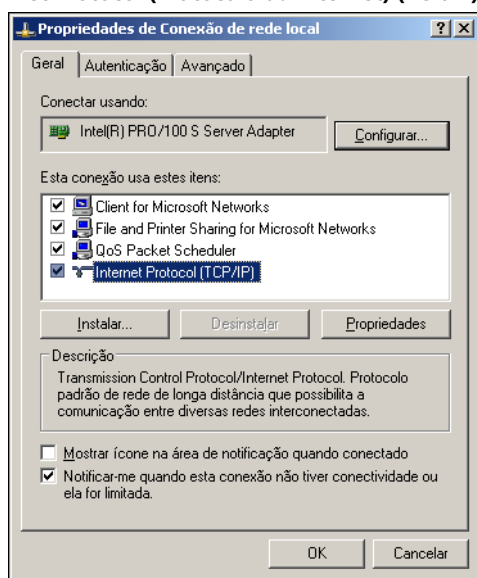 Propriedades de Conexão de rede local
Geral Autenticação Avançado
Conectar usando:
Intel(R) PRO/100 S Server Adapter
Configurar...
Esta conexão usa estes itens:
Client for Microsoft Networks
File and Printer Sharing for Microsoft Networks
QoS Packet Scheduler
Internet Protocol (TCP/IP)
Instalar... Desinstalar Propriedades
Descrição
Transmission Control Protocol/Internet Protocol. Protocolo
padrão de rede de longa distância que possibilita a
comunicação entre diversas redes interconectadas.
Mostrar ícone na área de notificação quando conectado
Notificar-me quando esta conexão não tiver conectividade ou
ela for limitada.
OK Cancelar